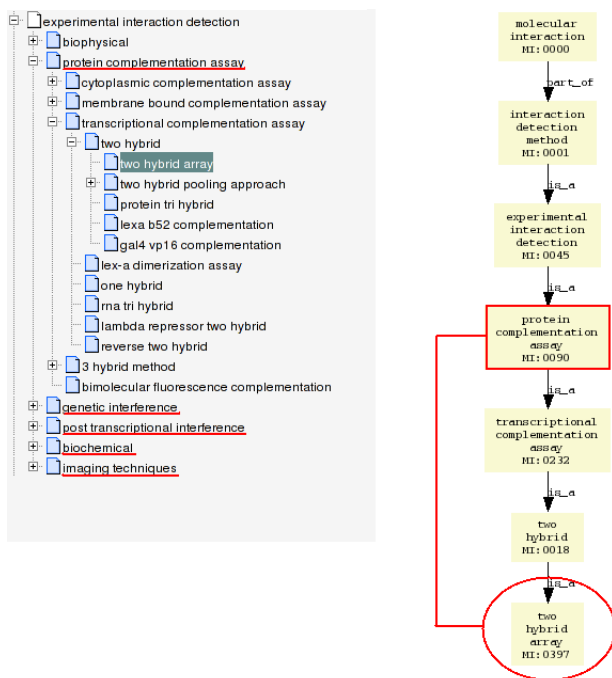 experimental interaction detection
biophysical
protein complementation assay
cytoplasmic complementation assay
membrane bound complementation assay
transcriptional complementation assay
two hybrid
two hybrid array
two hybrid pooling approach
protein tri hybrid
lexa b52 complementation
gal4 vp16 complementation
lex-a dimerization assay
one hybrid
rna tri hybrid
lambda repressor two hybrid
reverse two hybrid
3 hybrid method
bimolecular fluorescence complementation
genetic interference
post transcriptional interference
biochemical
imaging techniques
molecular
interaction
MI:0000
part_of
interaction
detection
method
MI:0001
is_a
experimental
interaction
detection
MI:0045
is_a
protein
complementation
assay
MI:0090
is_a
transcriptional
complementation
assay
MI:0232
is_a
two
hybrid
MI:0018
is_a
two
hybrid
array
MI:0397